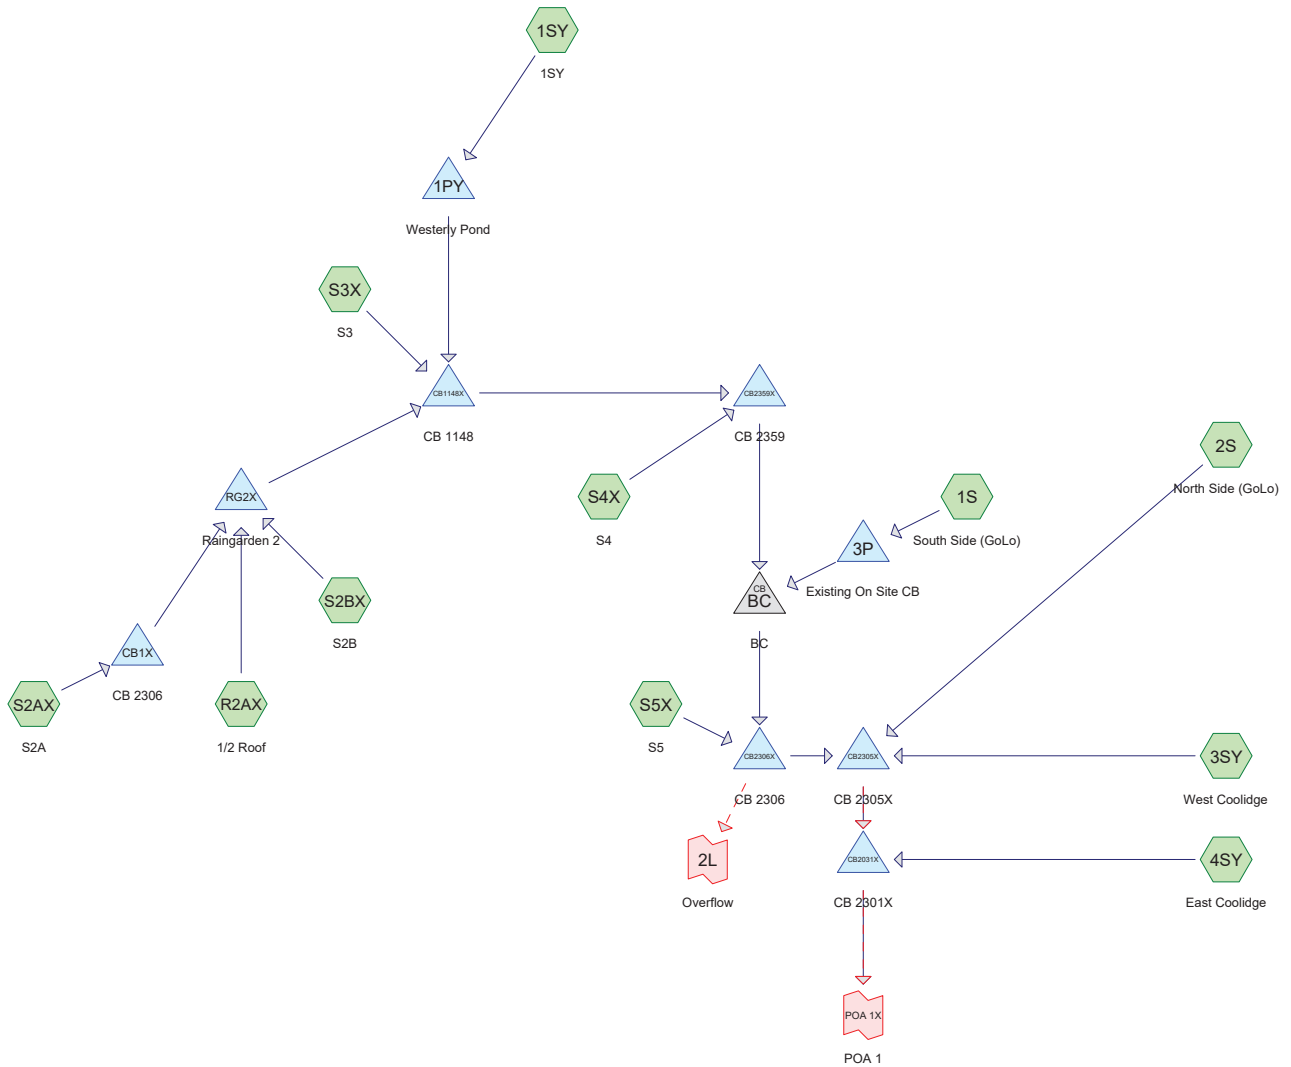 1SY
1SY
1PY
Westerly Pond
S3X
S3
CB1148X
CB 1148
CB2359X
CB 2359
2S
North Side (GoLo)
RG2X
Raingarden 2
S4X
S4
1S
South Side (GoLo)
3P
Existing On Site CB
CB
BC
BC
S2BX
S2B
CB1X
CB 2306
S2AX
S2A
R2AX
1/2 Roof
S5X
S5
CB2306X
CB 2306
CB2305X
CB 2305X
3SY
West Coolidge
2L
Overflow
CB2031X
CB 2301X
4SY
East Coolidge
POA 1X
POA 1